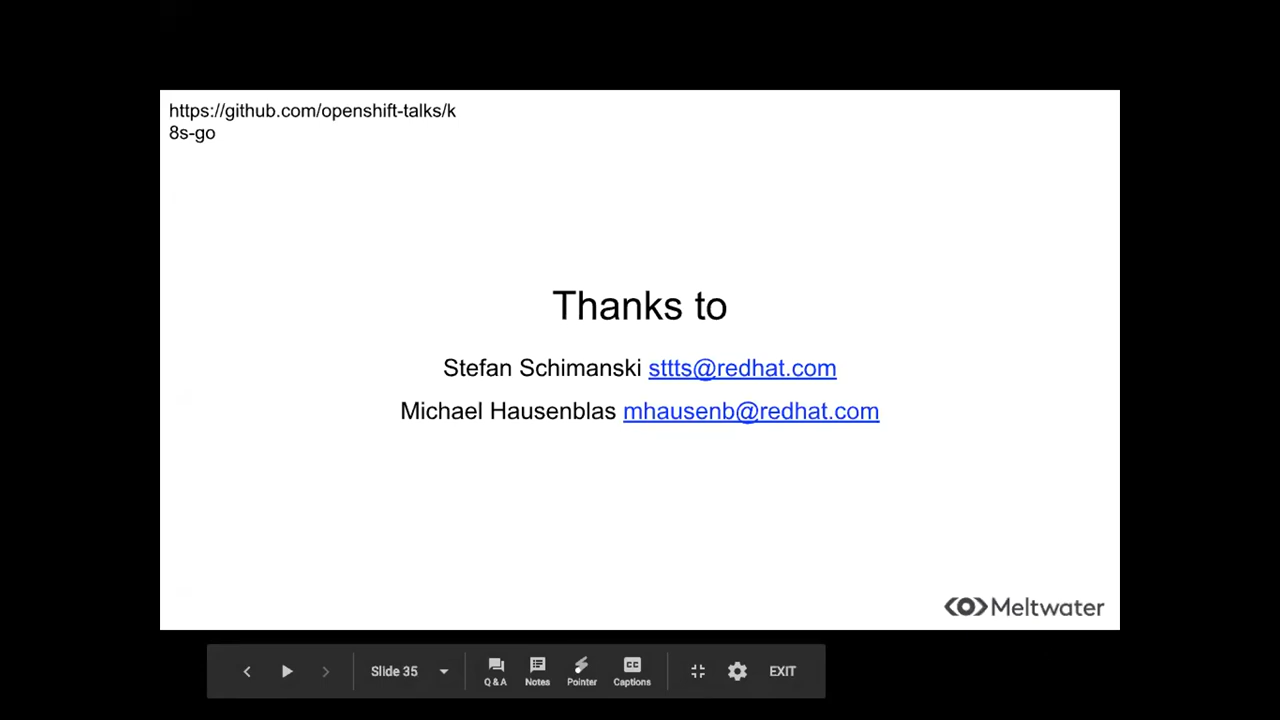 https://github.com/openshift-talks/k
8s-go
Thanks to
Stefan Schimanski sttts@redhat.com
Michael Hausenblas mhausenb@redhat.com
Meltwater
Slide 35
Q & A
Notes
Pointer
CC
Captions
EXIT